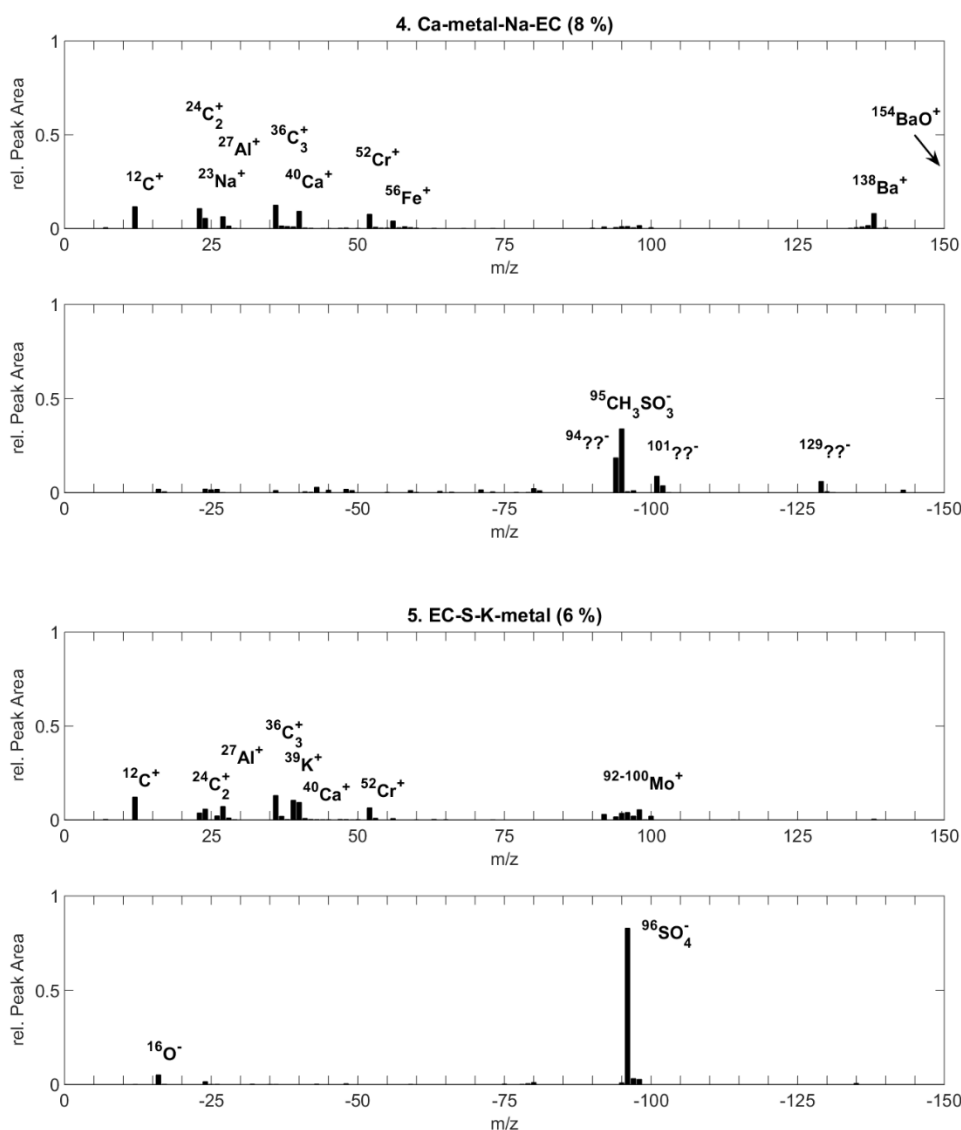 4. Ca-metal-Na-EC (8 %)
1
0.5
0
rel. Peak Area
¹²C⁺
²⁴C₂⁺
²³Na⁺
²⁷Al⁺
³⁶C₃⁺
⁴⁰Ca⁺
⁵²Cr⁺
⁵⁶Fe⁺
¹³⁸Ba⁺
¹⁵⁴BaO⁺
0 25 50 75 100 125 150
m/z
1
0.5
0
rel. Peak Area
⁹⁴??⁻
⁹⁵CH₃SO₃⁻
¹⁰¹??⁻
¹²⁹??⁻
0 -25 -50 -75 -100 -125 -150
m/z
5. EC-S-K-metal (6 %)
1
0.5
0
rel. Peak Area
¹²C⁺
²⁴C₂⁺
²⁷Al⁺
³⁶C₃⁺
³⁹K⁺
⁴⁰Ca⁺
⁵²Cr⁺
⁹²⁻¹⁰⁰Mo⁺
0 25 50 75 100 125 150
m/z
1
0.5
0
rel. Peak Area
¹⁶O⁻
⁹⁶SO₄⁻
0 -25 -50 -75 -100 -125 -150
m/z